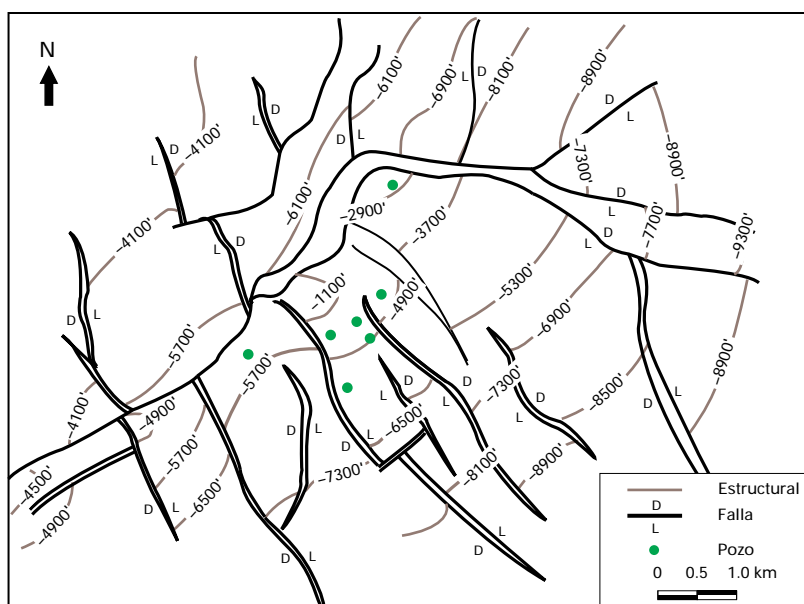 N
–6100'
–6900'
–8100'
–8900'
L D
D
L
D
L D
D
L
–4100'
L D
–7300'
–8900'
–6100'
–2900'
–3700'
D
L
–7700'
–9300'
–4100'
L D
L D
–1100'
–4900'
–5300'
D L
–5700'
–6900'
–5700'
–8900'
–4100'
–4900'
D L
L D
–7300'
D
L
–8500'
D L
–6500'
–5700'
D L
–4500'
–6500'
–7300'
–8100'
–8900'
–4900'
D L
D L
L
D
Estructural
D
Falla
L
Pozo
0 0.5 1.0 km